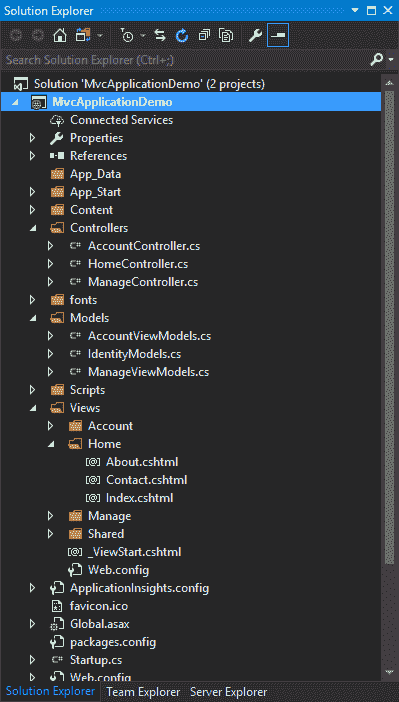 Solution Explorer
Search Solution Explorer (Ctrl+;)
Solution 'MvcApplicationDemo' (2 projects)
MvcApplicationDemo
Connected Services
Properties
References
App_Data
App_Start
Content
Controllers
C# AccountController.cs
C# HomeController.cs
C# ManageController.cs
fonts
Models
C# AccountViewModels.cs
C# IdentityModels.cs
C# ManageViewModels.cs
Scripts
Views
Account
Home
[@] About.cshtml
[@] Contact.cshtml
[@] Index.cshtml
Manage
Shared
[@] _ViewStart.cshtml
Web.config
ApplicationInsights.config
favicon.ico
Global.asax
packages.config
C# Startup.cs
Web.config
Solution Explorer Team Explorer Server Explorer